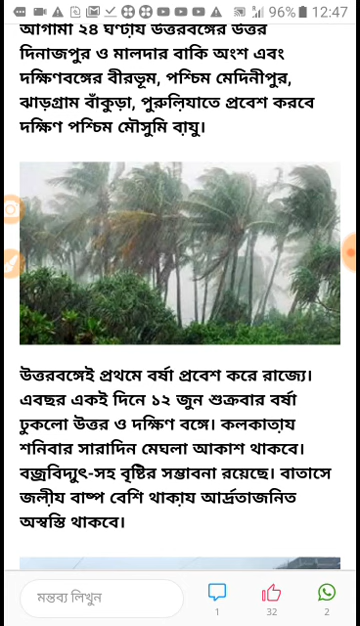 96% 12:47
আগামী ২৪ ঘণ্টায় উত্তরবঙ্গের উত্তর
দিনাজপুর ও মালদার বাকি অংশ এবং
দক্ষিণবঙ্গের বীরভূম, পশ্চিম মেদিনীপুর,
ঝাড়গ্রাম বাঁকুড়া, পুরুলিয়াতে প্রবেশ করবে
দক্ষিণ পশ্চিম মৌসুমি বায়ু।
উত্তরবঙ্গেই প্রথমে বর্ষা প্রবেশ করে রাজ্যে।
এবছর একই দিনে ১২ জুন শুক্রবার বর্ষা
ঢুকলো উত্তর ও দক্ষিণ বঙ্গে। কলকাতায়
শনিবার সারাদিন মেঘলা আকাশ থাকবে।
বজ্রবিদ্যুৎ-সহ বৃষ্টির সম্ভাবনা রয়েছে। বাতাসে
জলীয় বাষ্প বেশি থাকায় আর্দ্রতাজনিত
অস্বস্তি থাকবে।
মন্তব্য লিখুন
1 32 2